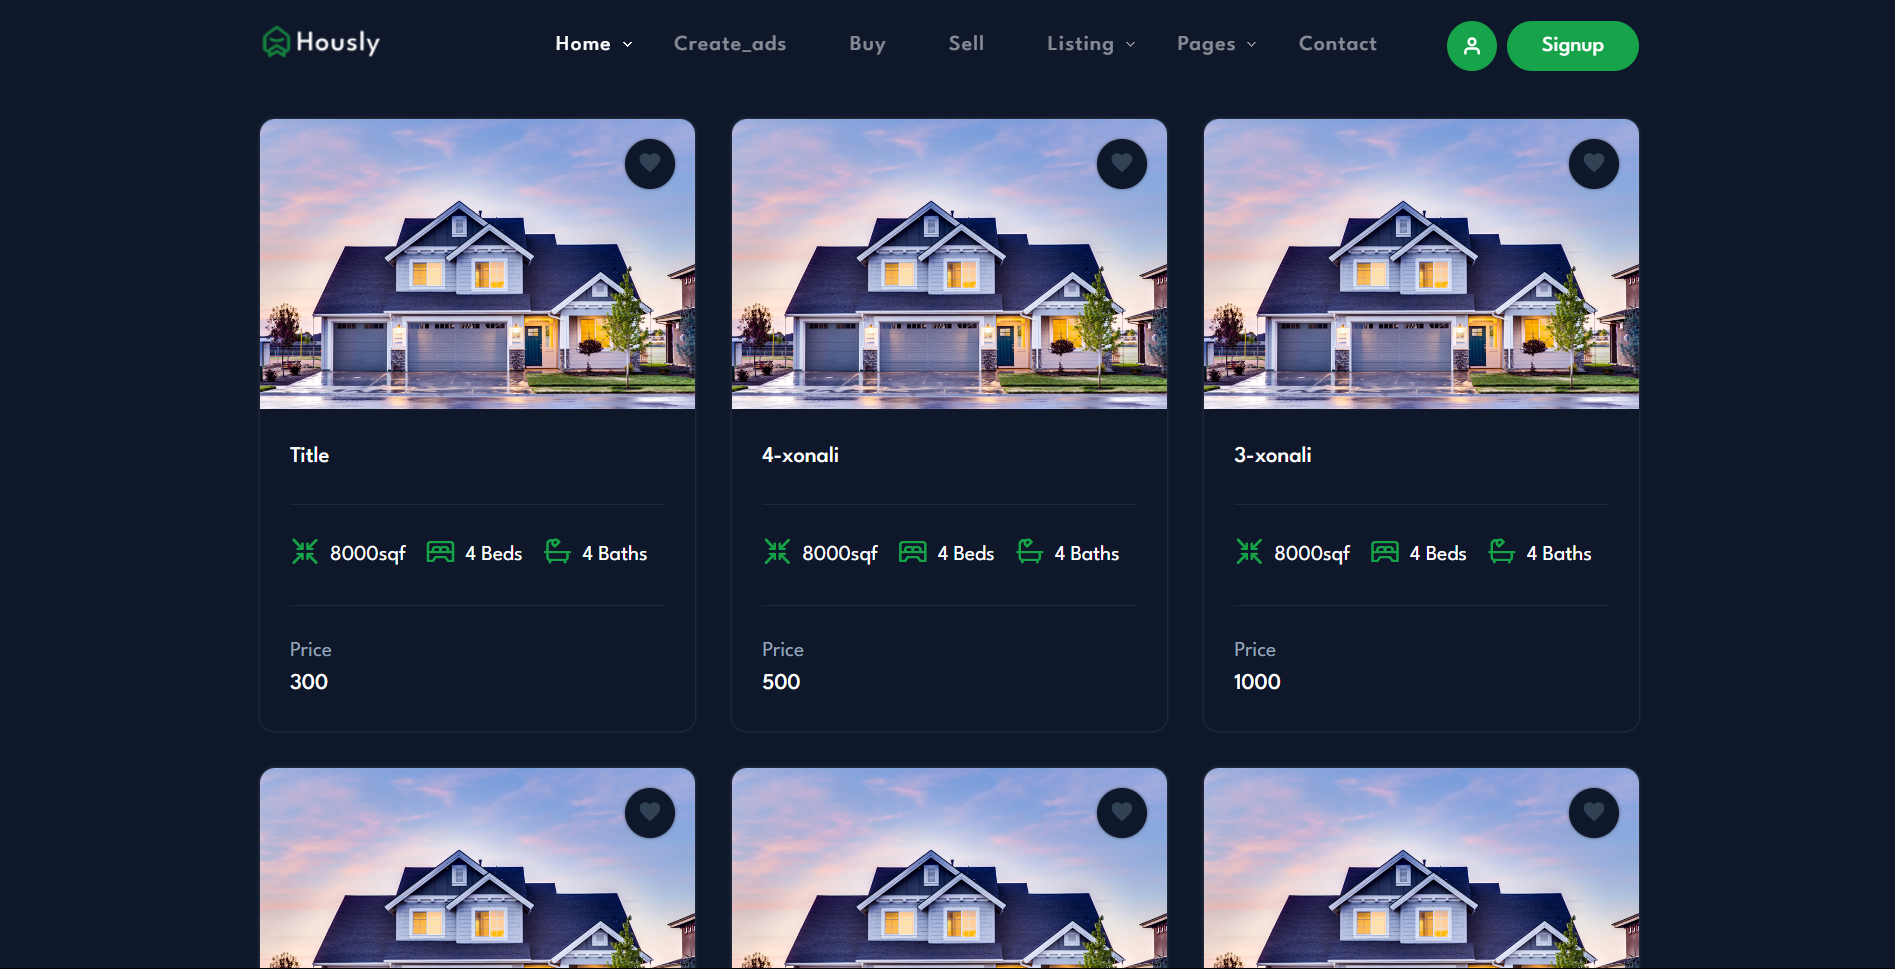 Hously
Home
Create_ads
Buy
Sell
Listing
Pages
Contact
Signup
Title
8000sqf 4 Beds 4 Baths
Price
300
4-xonali
8000sqf 4 Beds 4 Baths
Price
500
3-xonali
8000sqf 4 Beds 4 Baths
Price
1000